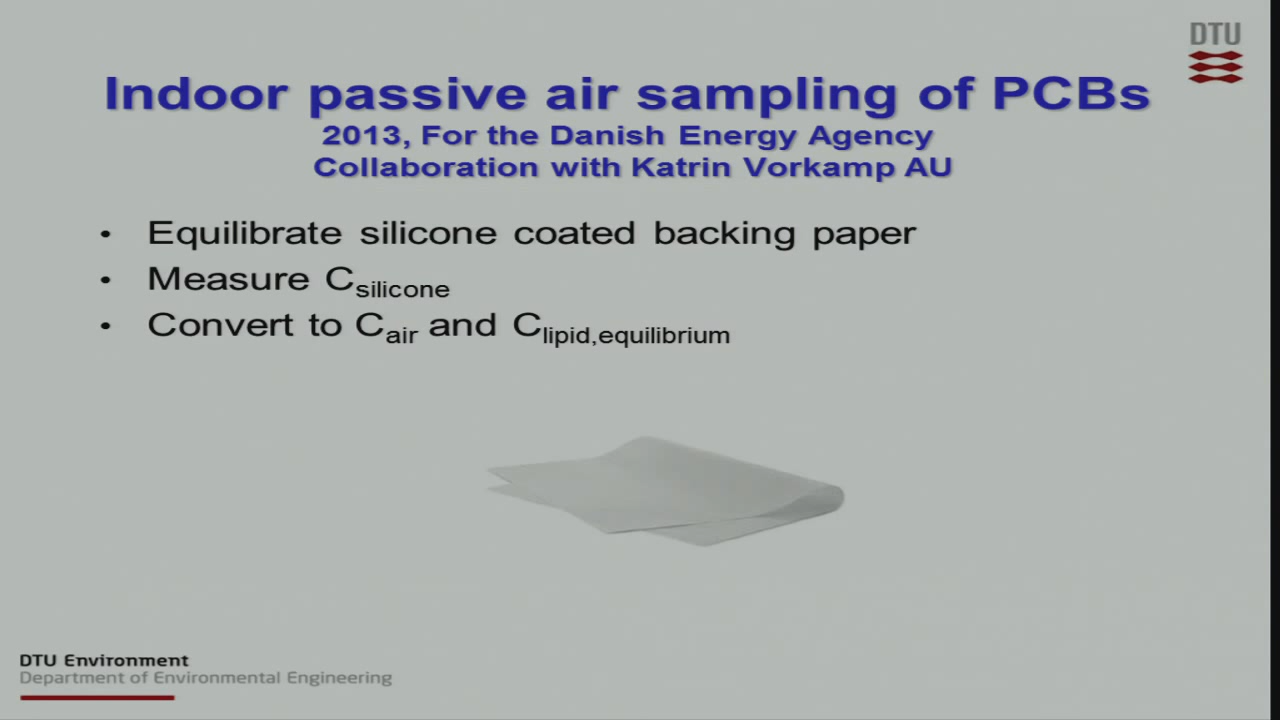 DTU
Indoor passive air sampling of PCBs
2013, For the Danish Energy Agency
Collaboration with Katrin Vorkamp AU
• Equilibrate silicone coated backing paper
• Measure Csilicone
• Convert to Cair and Clipid,equilibrium
DTU Environment
Department of Environmental Engineering